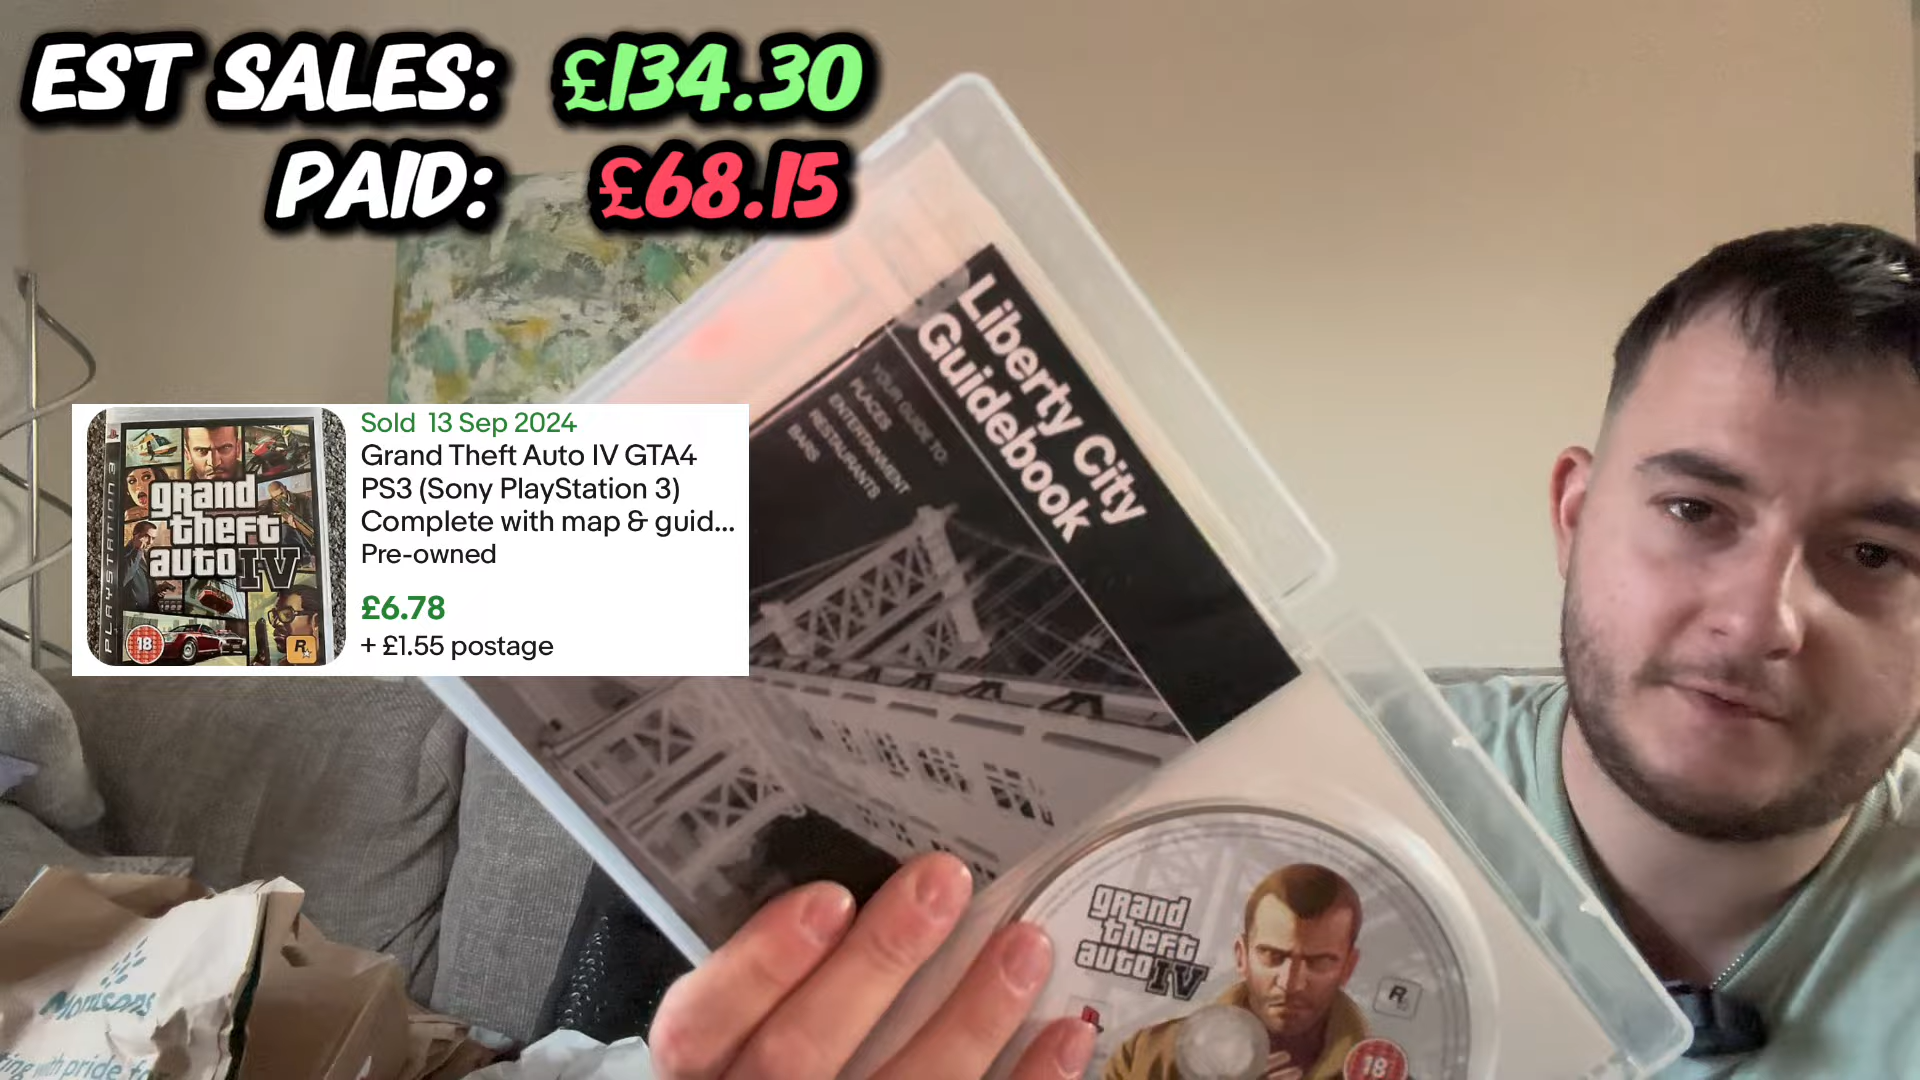 EST SALES: £134.30
PAID: £68.15
Sold 13 Sep 2024
Grand Theft Auto IV GTA4
PS3 (Sony PlayStation 3)
Complete with map & guid...
Pre-owned
£6.78
+ £1.55 postage
PLAYSTATION 3
grand
theft
auto IV
18
R
Liberty City
Guidebook
YOUR GUIDE TO:
PLACES
ENTERTAINMENT
RESTAURANTS
BARS
grand
theft
auto IV
R
18
Morrisons